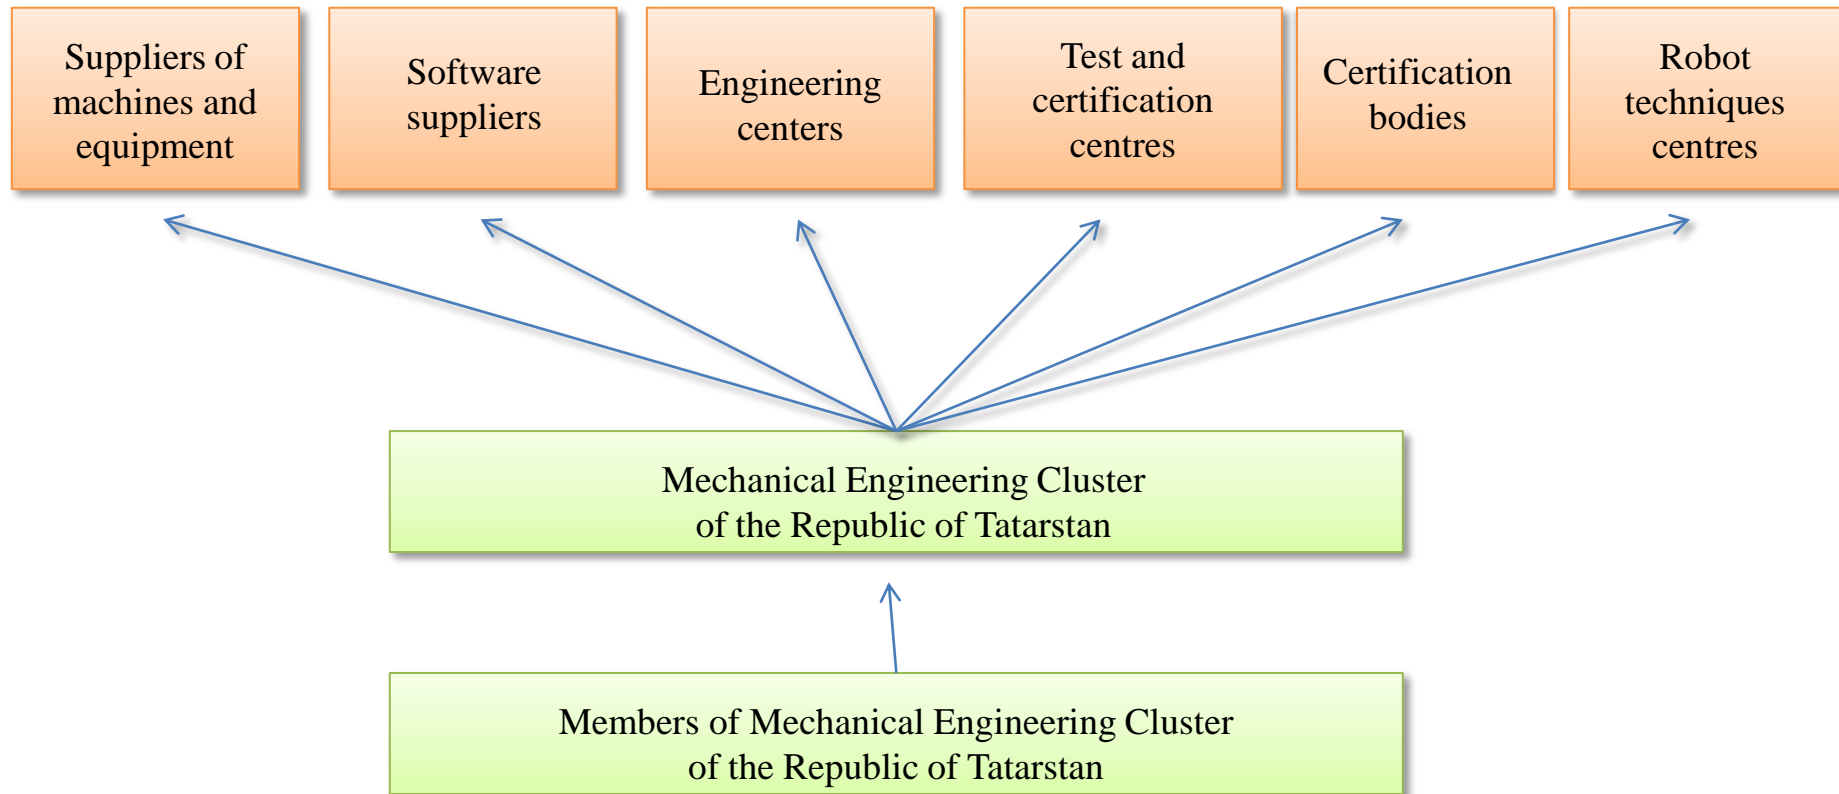 Suppliers of
machines and
equipment
Software
suppliers
Engineering
centers
Test and
certification
centres
Certification
bodies
Robot
techniques
centres
Mechanical Engineering Cluster
of the Republic of Tatarstan
Members of Mechanical Engineering Cluster
of the Republic of Tatarstan